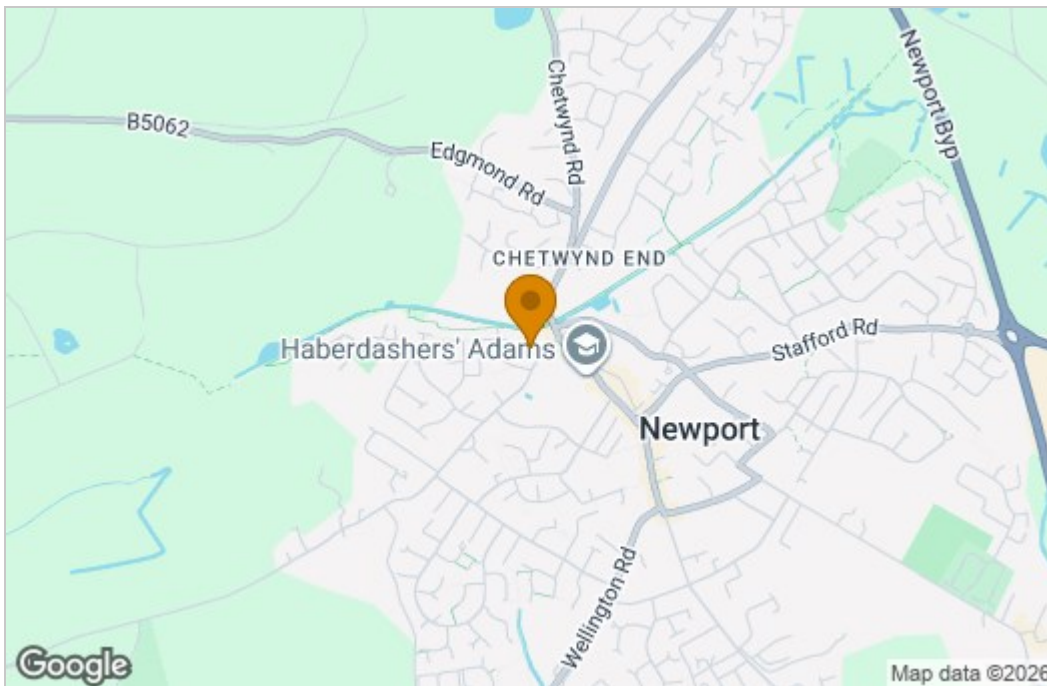 Chetwynd Rd
Newport Byp
B5062
Edgmond Rd
CHETWYND END
Stafford Rd
Haberdashers' Adams
Newport
Wellington Rd
Google
Map data ©2026